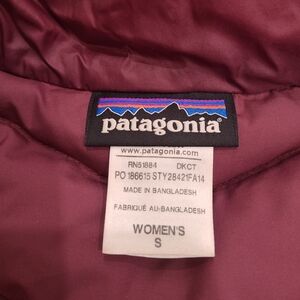 patagonia®
www.patagonia.com
RN51884 DKCT
PO 186615 STY28421FA14
MADE IN BANGLADESH
FABRIQUÉ AU-BANGLADESH
WOMEN'S
S